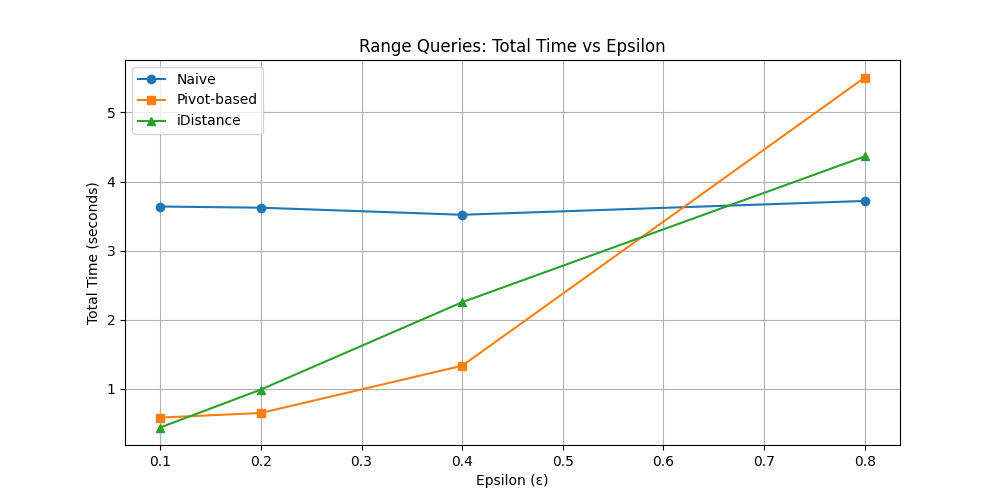 Range Queries: Total Time vs Epsilon
Naive
Pivot-based
iDistance
Total Time (seconds)
5
4
3
2
1
0.1 0.2 0.3 0.4 0.5 0.6 0.7 0.8
Epsilon (ε)